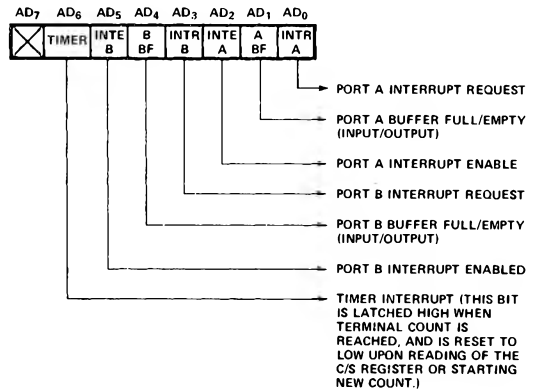 AD7 AD6 AD5 AD4 AD3 AD2 AD1 AD0
TIMER INTE B B BF INTR B INTE A A BF INTR A
PORT A INTERRUPT REQUEST
PORT A BUFFER FULL/EMPTY
(INPUT/OUTPUT)
PORT A INTERRUPT ENABLE
PORT B INTERRUPT REQUEST
PORT B BUFFER FULL/EMPTY
(INPUT/OUTPUT)
PORT B INTERRUPT ENABLED
TIMER INTERRUPT (THIS BIT
IS LATCHED HIGH WHEN
TERMINAL COUNT IS
REACHED, AND IS RESET TO
LOW UPON READING OF THE
C/S REGISTER OR STARTING
NEW COUNT.)